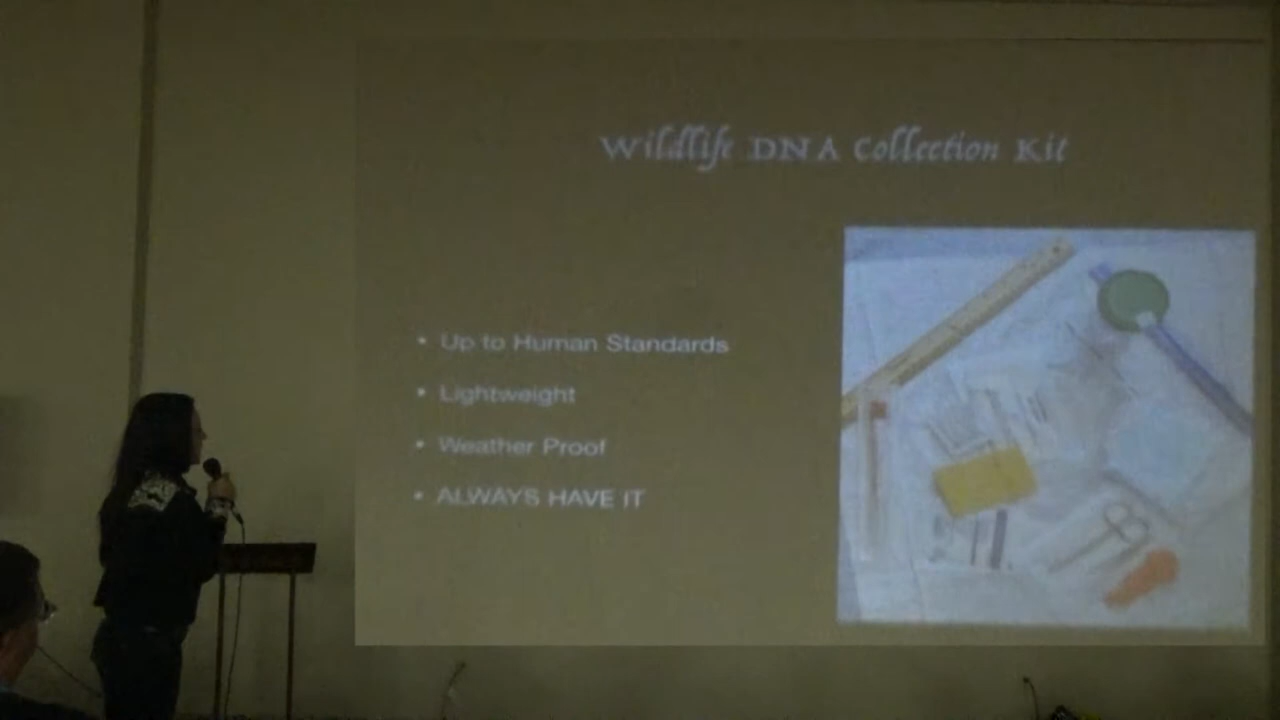 Wildlife DNA Collection Kit
• Up to Human Standards
• Lightweight
• Weather Proof
• ALWAYS HAVE IT